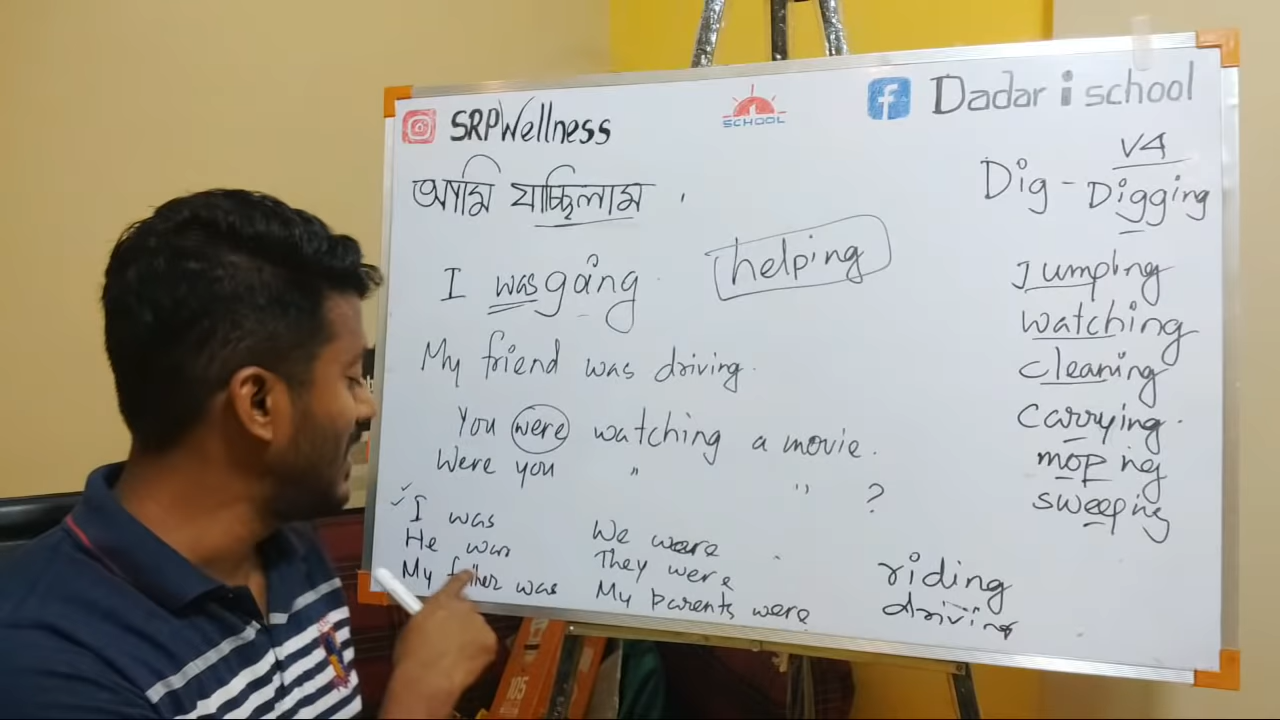 SRPWellness
SCHOOL
Dadar i school
আমি যাচ্ছিলাম .
I was going .
helping
My friend was driving.
You were watching a movie.
Were you " " ?
I was
He was
My father was
We were
They were
My parents were
V4
Dig - Digging
Jumping
watching
cleaning
carrying.
moping
sweeping
riding
driving
105